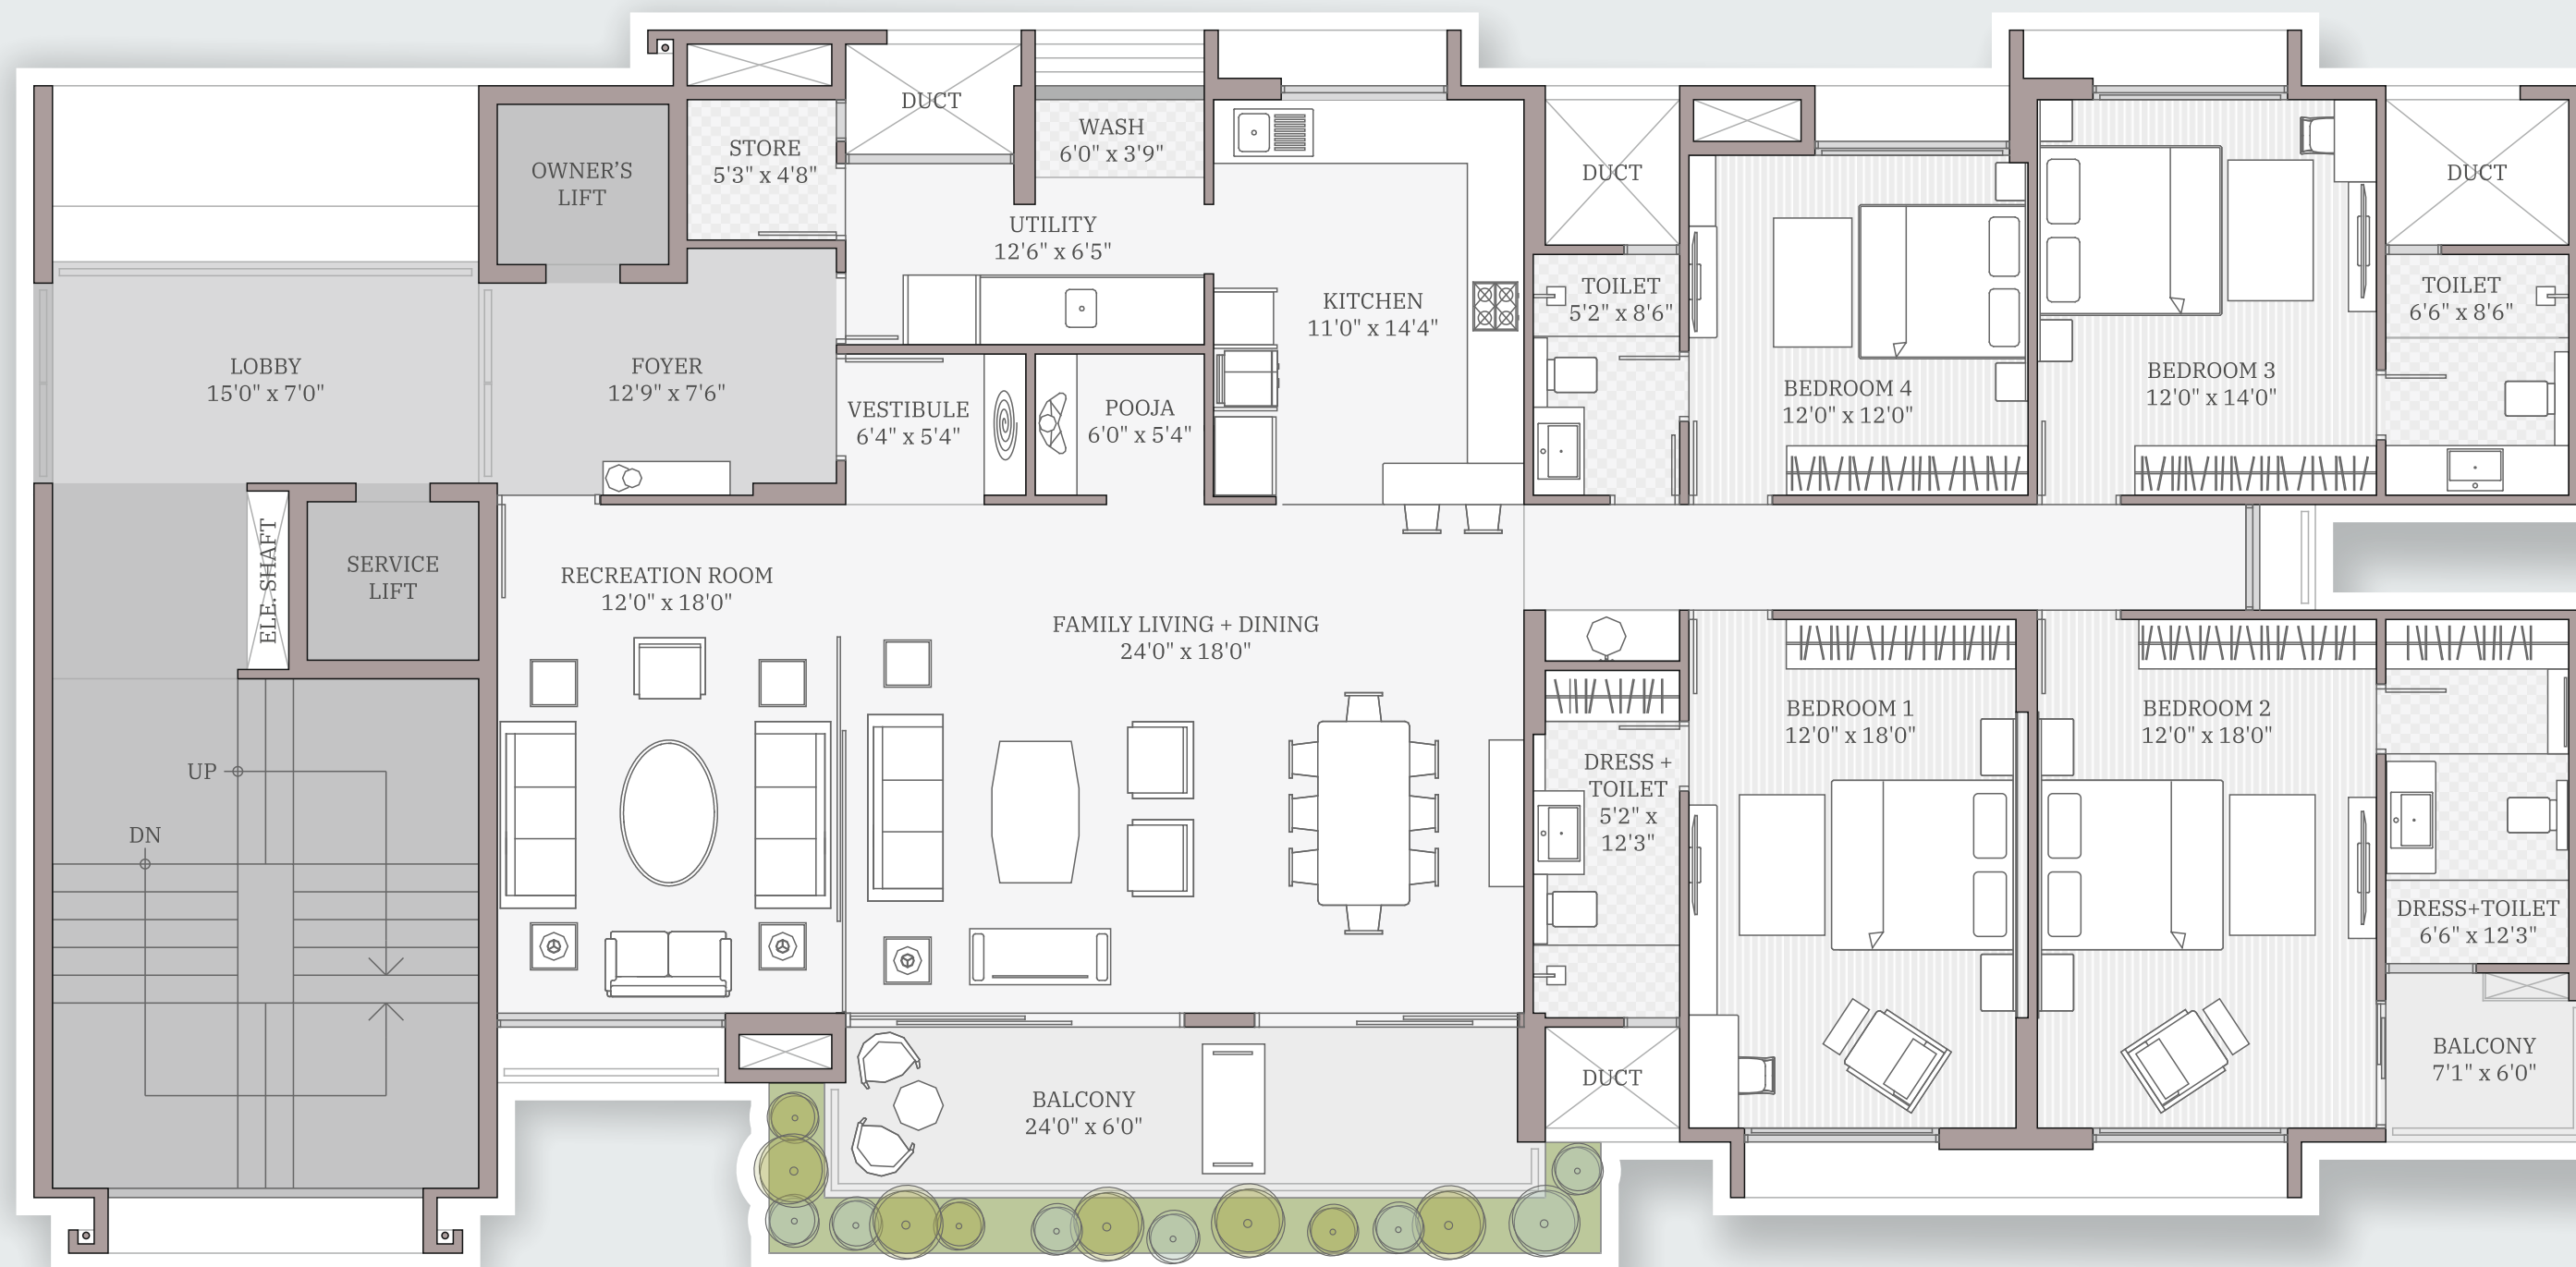 DUCT
WASH
6'0" x 3'9"
STORE
5'3" x 4'8"
OWNER'S
LIFT
DUCT
DUCT
UTILITY
12'6" x 6'5"
KITCHEN
11'0" x 14'4"
TOILET
5'2" x 8'6"
TOILET
6'6" x 8'6"
LOBBY
15'0" x 7'0"
FOYER
12'9" x 7'6"
VESTIBULE
6'4" x 5'4"
POOJA
6'0" x 5'4"
BEDROOM 4
12'0" x 12'0"
BEDROOM 3
12'0" x 14'0"
ELE. SHAFT
SERVICE
LIFT
RECREATION ROOM
12'0" x 18'0"
FAMILY LIVING + DINING
24'0" x 18'0"
BEDROOM 1
12'0" x 18'0"
BEDROOM 2
12'0" x 18'0"
UP
DN
DRESS +
TOILET
5'2" x
12'3"
DRESS+TOILET
6'6" x 12'3"
BALCONY
24'0" x 6'0"
DUCT
BALCONY
7'1" x 6'0"